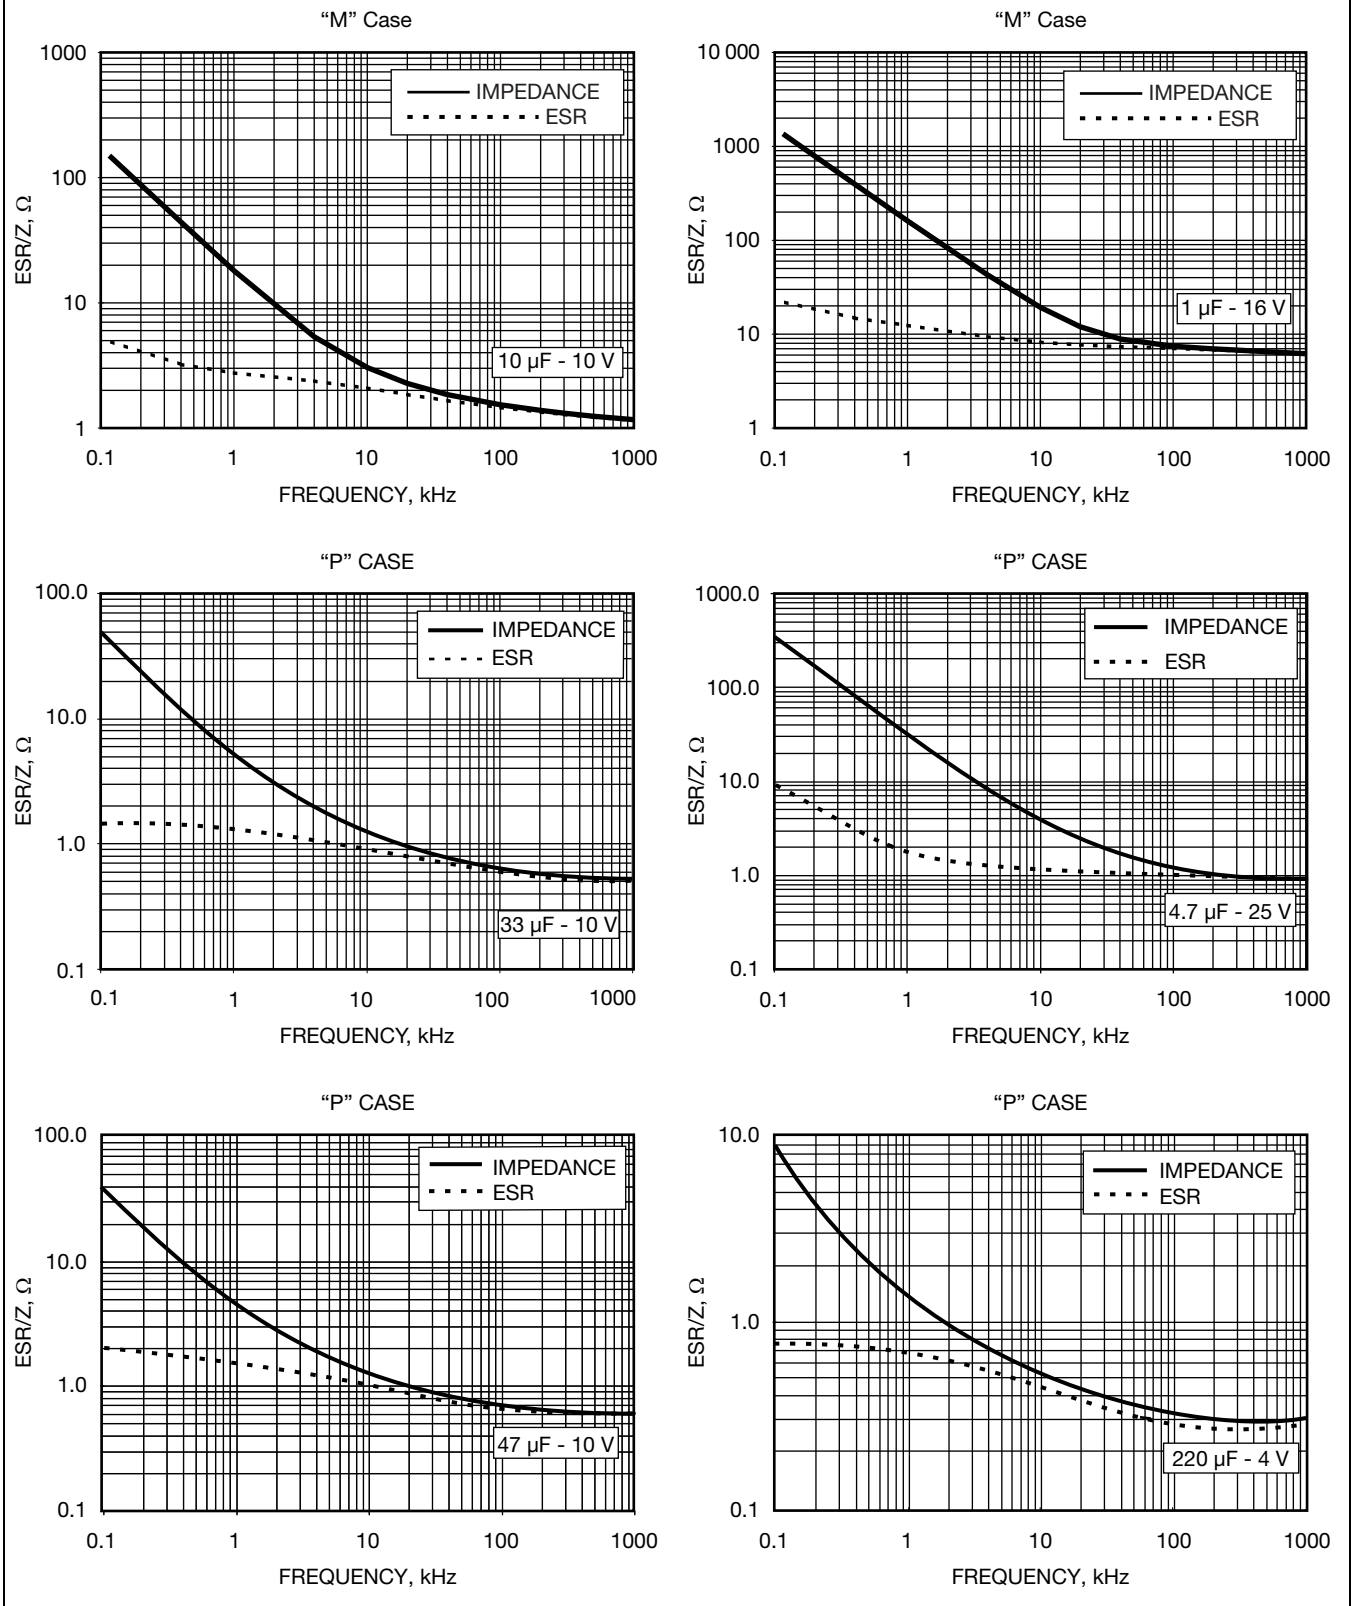 “M” Case
1000
100
10
1
ESR/Z, Ω
IMPEDANCE
ESR
10 µF - 10 V
0.1 1 10 100 1000
FREQUENCY, kHz
“M” Case
10 000
1000
100
10
1
ESR/Z, Ω
IMPEDANCE
ESR
1 µF - 16 V
0.1 1 10 100 1000
FREQUENCY, kHz
“P” CASE
100.0
10.0
1.0
0.1
ESR/Z, Ω
IMPEDANCE
ESR
33 µF - 10 V
0.1 1 10 100 1000
FREQUENCY, kHz
“P” CASE
1000.0
100.0
10.0
1.0
0.1
ESR/Z, Ω
IMPEDANCE
ESR
4.7 µF - 25 V
0.1 1 10 100 1000
FREQUENCY, kHz
“P” CASE
100.0
10.0
1.0
0.1
ESR/Z, Ω
IMPEDANCE
ESR
47 µF - 10 V
0.1 1 10 100 1000
FREQUENCY, kHz
“P” CASE
10.0
1.0
0.1
ESR/Z, Ω
IMPEDANCE
ESR
220 µF - 4 V
0.1 1 10 100 1000
FREQUENCY, kHz